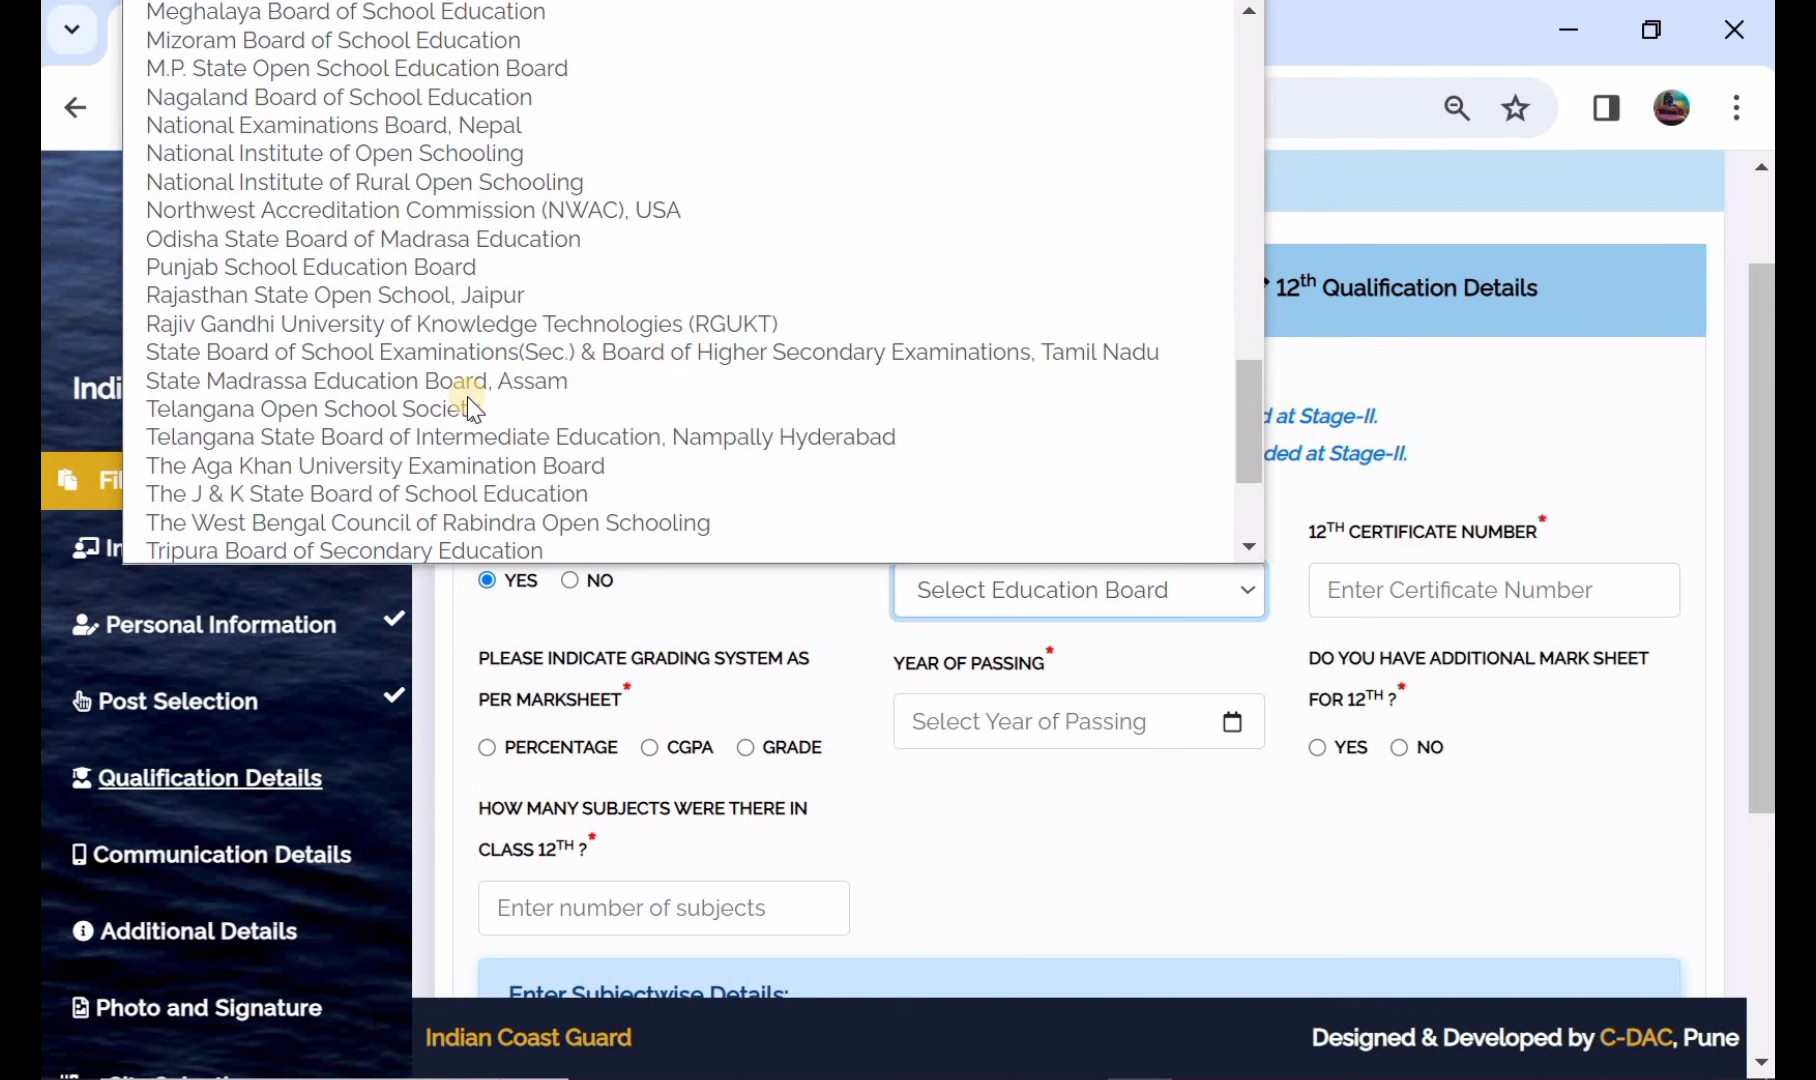 Meghalaya Board of School Education
Mizoram Board of School Education
M.P. State Open School Education Board
Nagaland Board of School Education
National Examinations Board, Nepal
National Institute of Open Schooling
National Institute of Rural Open Schooling
Northwest Accreditation Commission (NWAC), USA
Odisha State Board of Madrasa Education
Punjab School Education Board
Rajasthan State Open School, Jaipur
Rajiv Gandhi University of Knowledge Technologies (RGUKT)
State Board of School Examinations(Sec.) & Board of Higher Secondary Examinations, Tamil Nadu
State Madrassa Education Board, Assam
Telangana Open School
Telangana State Board of Intermediate Education, Nampally Hyderabad
The Aga Khan University Examination Board
The J & K State Board of School Education
The West Bengal Council of Rabindra Open Schooling
Tripura Board of Secondary Education
12th Qualification Details
at Stage-II.
at Stage-II.
Personal Information
Post Selection
Qualification Details
Communication Details
Additional Details
Photo and Signature
YES NO
Select Education Board
12TH CERTIFICATE NUMBER*
Enter Certificate Number
PLEASE INDICATE GRADING SYSTEM AS
PER MARKSHEET*
PERCENTAGE CGPA GRADE
YEAR OF PASSING*
Select Year of Passing
DO YOU HAVE ADDITIONAL MARK SHEET
FOR 12TH ?*
YES NO
HOW MANY SUBJECTS WERE THERE IN
CLASS 12TH ?*
Enter number of subjects
Enter Subjectwise Details:
Indian Coast Guard
Designed & Developed by C-DAC, Pune